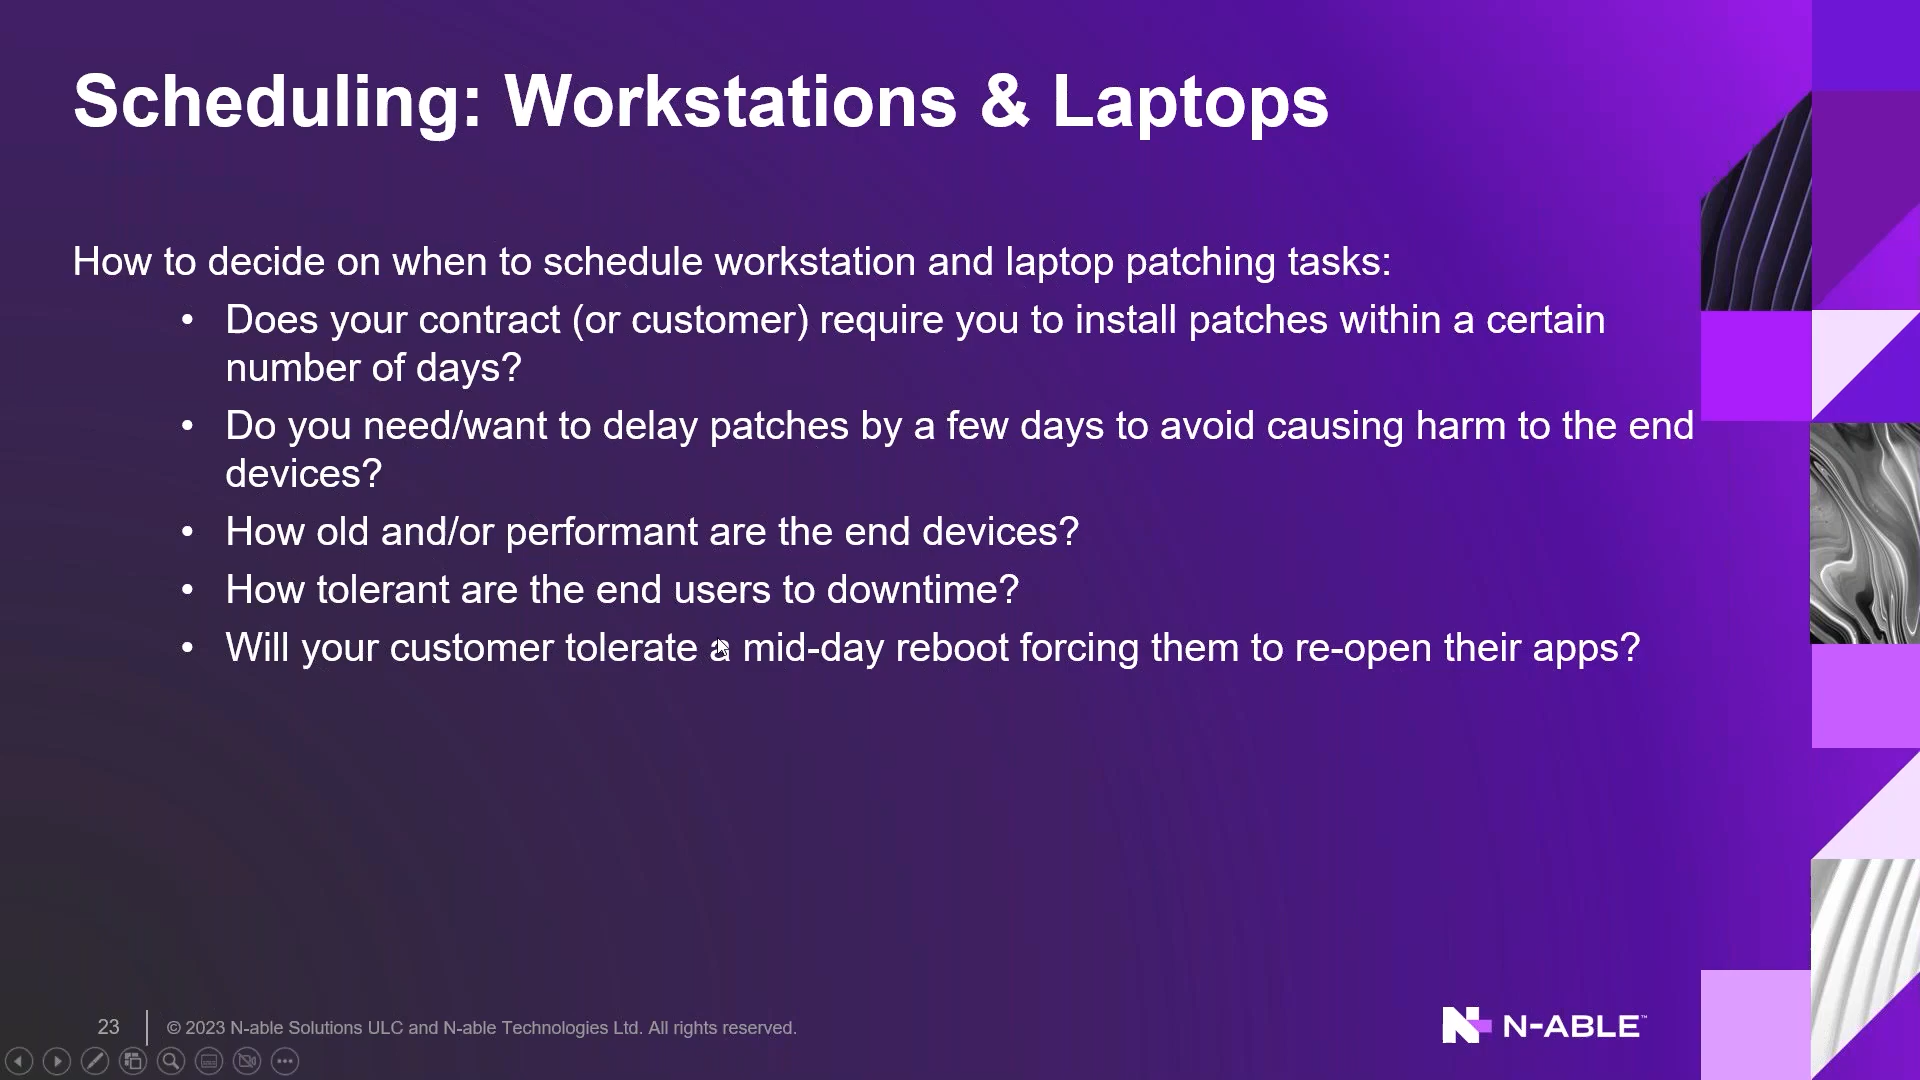 Scheduling: Workstations & Laptops
How to decide on when to schedule workstation and laptop patching tasks:
• Does your contract (or customer) require you to install patches within a certain
number of days?
• Do you need/want to delay patches by a few days to avoid causing harm to the end
devices?
• How old and/or performant are the end devices?
• How tolerant are the end users to downtime?
• Will your customer tolerate a mid-day reboot forcing them to re-open their apps?
23
© 2023 N-able Solutions ULC and N-able Technologies Ltd. All rights reserved.
N-ABLE™